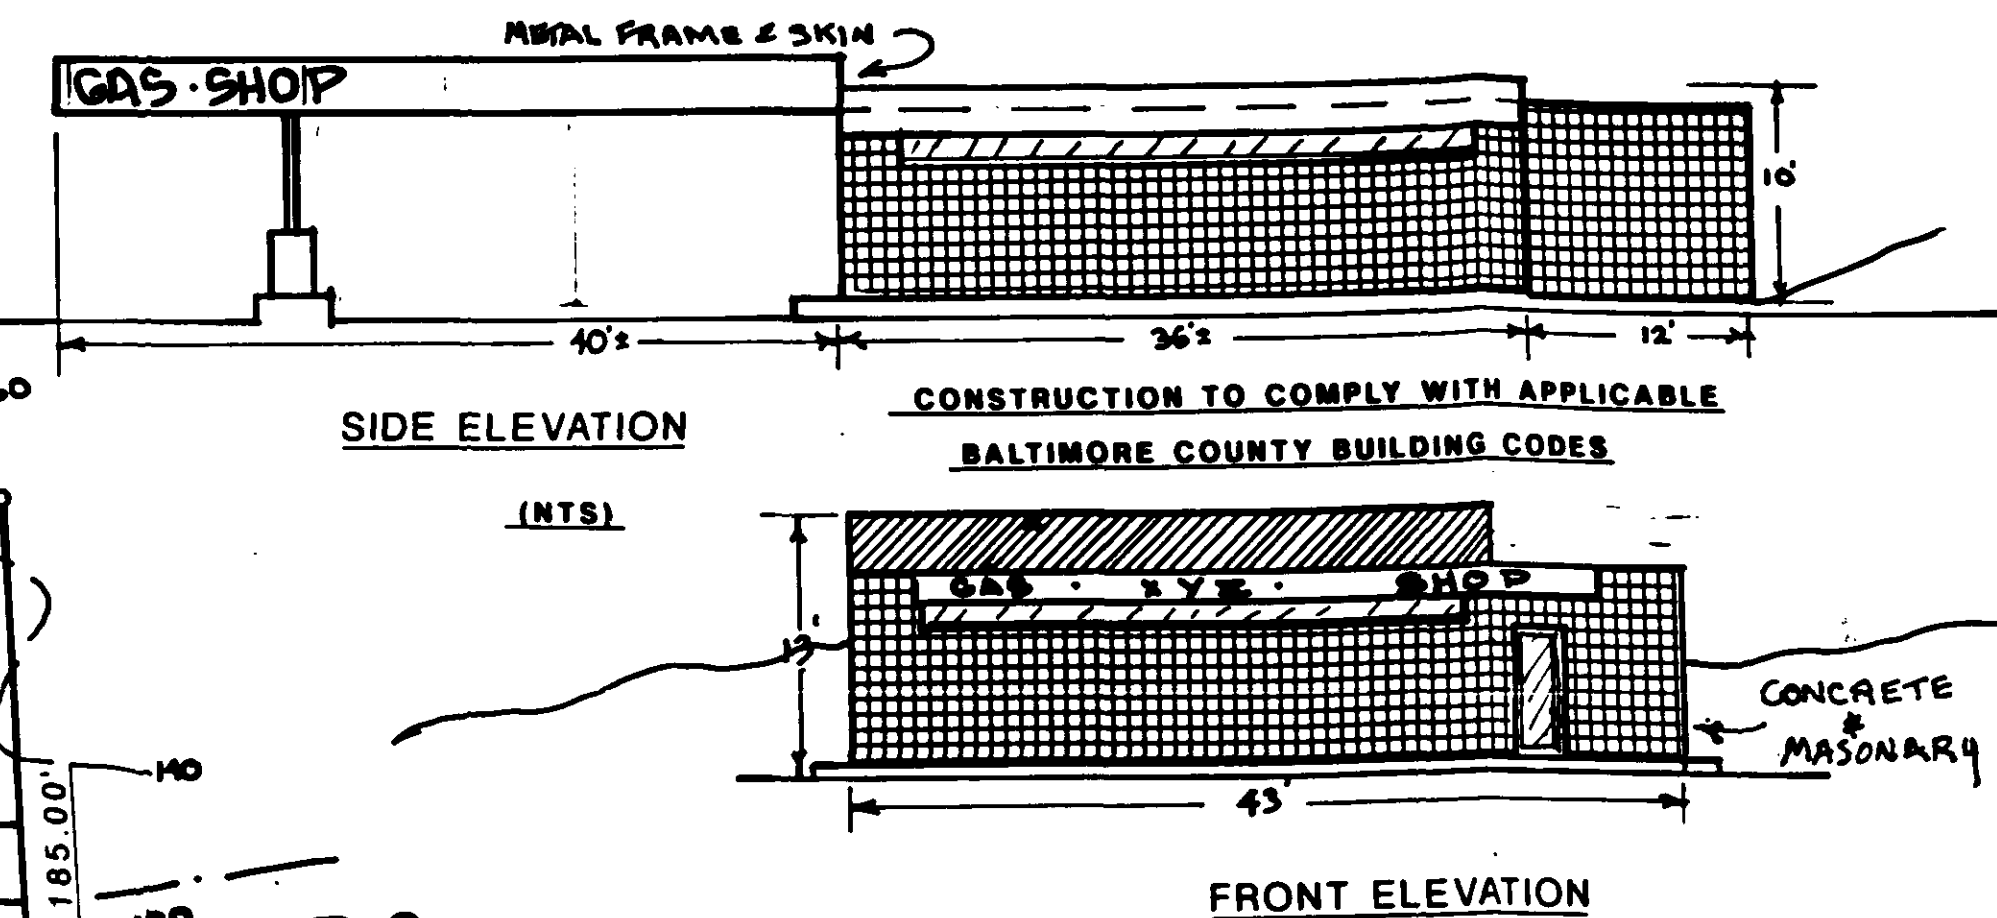 METAL FRAME & SKIN
GAS · SHOP
10'
40'±
36'±
12'
CONSTRUCTION TO COMPLY WITH APPLICABLE
BALTIMORE COUNTY BUILDING CODES
SIDE ELEVATION
(NTS)
GAS · XYZ · SHOP
13'
CONCRETE
*
MASONARY
140
43'
185.00'
FRONT ELEVATION